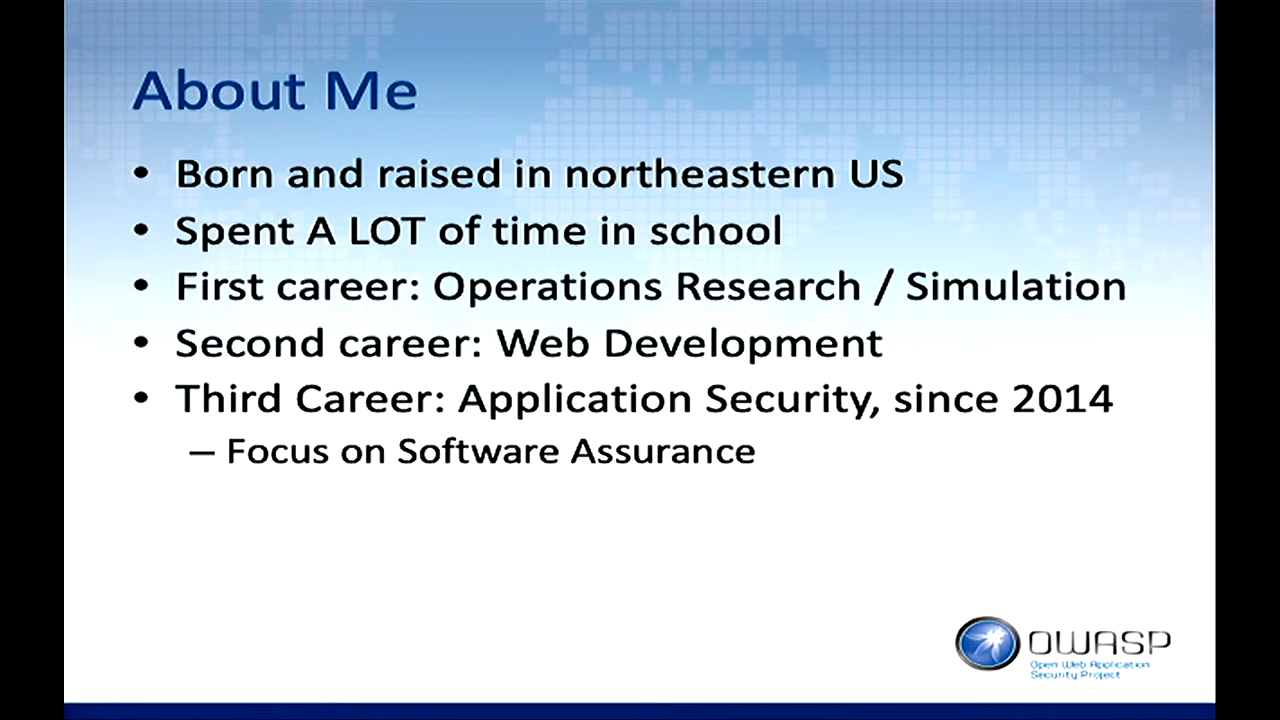 About Me
• Born and raised in northeastern US
• Spent A LOT of time in school
• First career: Operations Research / Simulation
• Second career: Web Development
• Third Career: Application Security, since 2014
– Focus on Software Assurance
OWASP
Open Web Application
Security Project